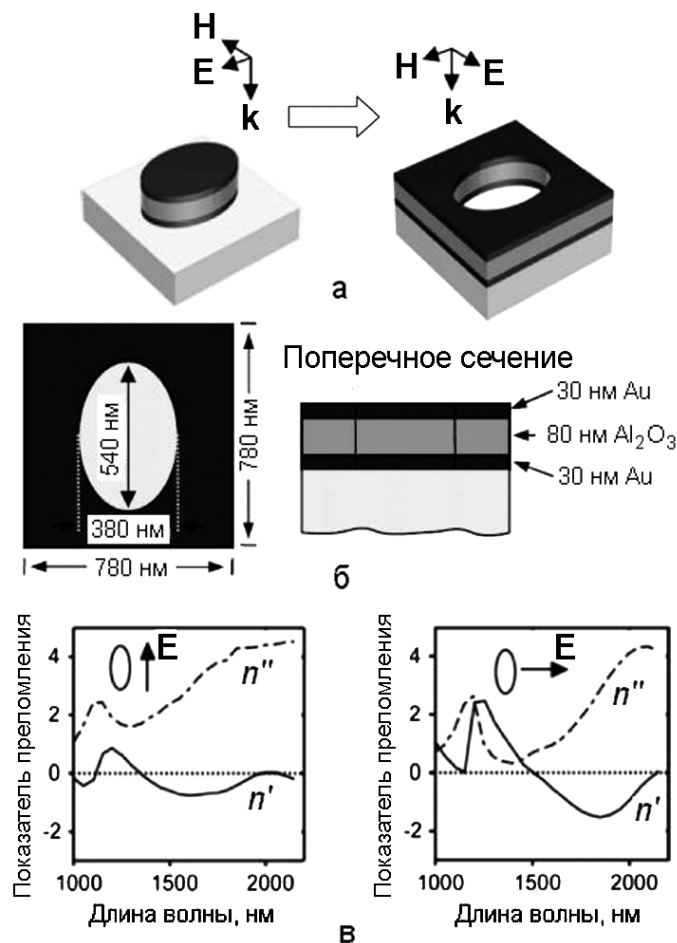 H
E
k
H
E
k
а
540 нм
380 нм
780 нм
780 нм
Поперечное сечение
30 нм Au
80 нм Al₂O₃
30 нм Au
б
Показатель преломления
4
2
0
-2
E
n''
n'
1000 1500 2000
Длина волны, нм
Показатель преломления
4
2
0
-2
E
n''
n'
1000 1500 2000
Длина волны, нм
в